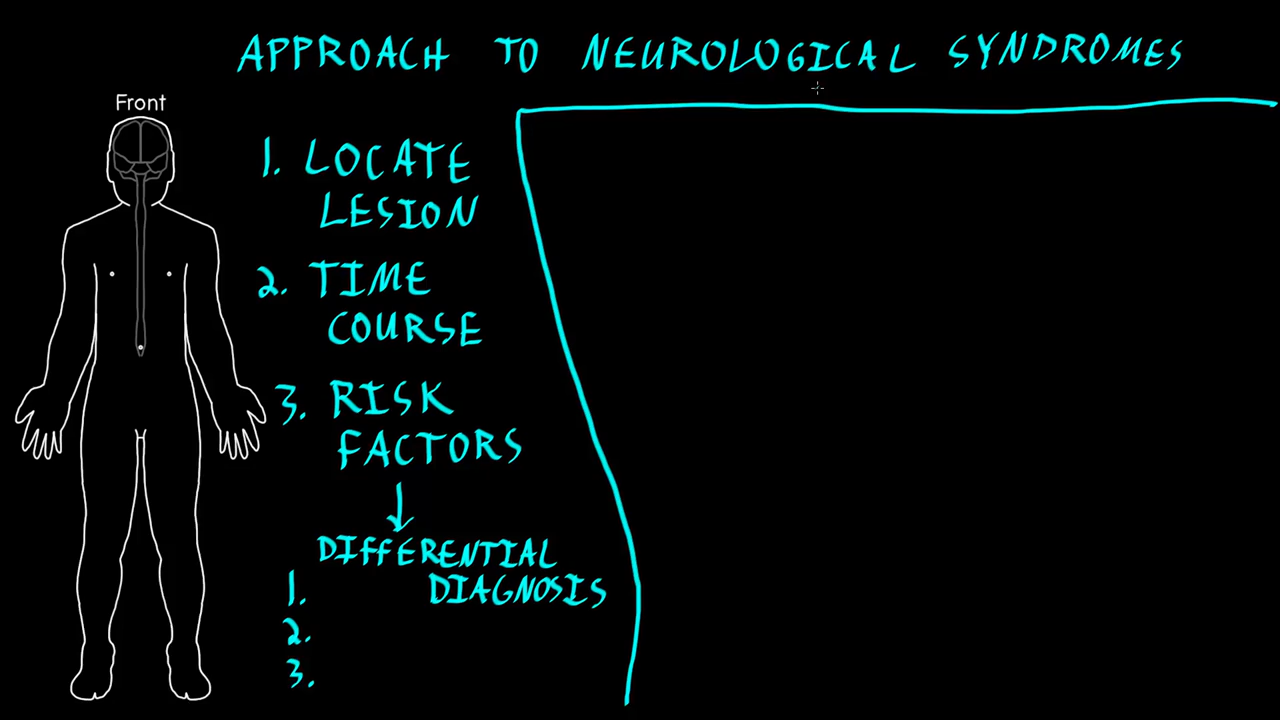 APPROACH TO NEUROLOGICAL SYNDROMES
Front
1. LOCATE
LESION
2. TIME
COURSE
3. RISK
FACTORS
DIFFERENTIAL
DIAGNOSIS
1.
2.
3.